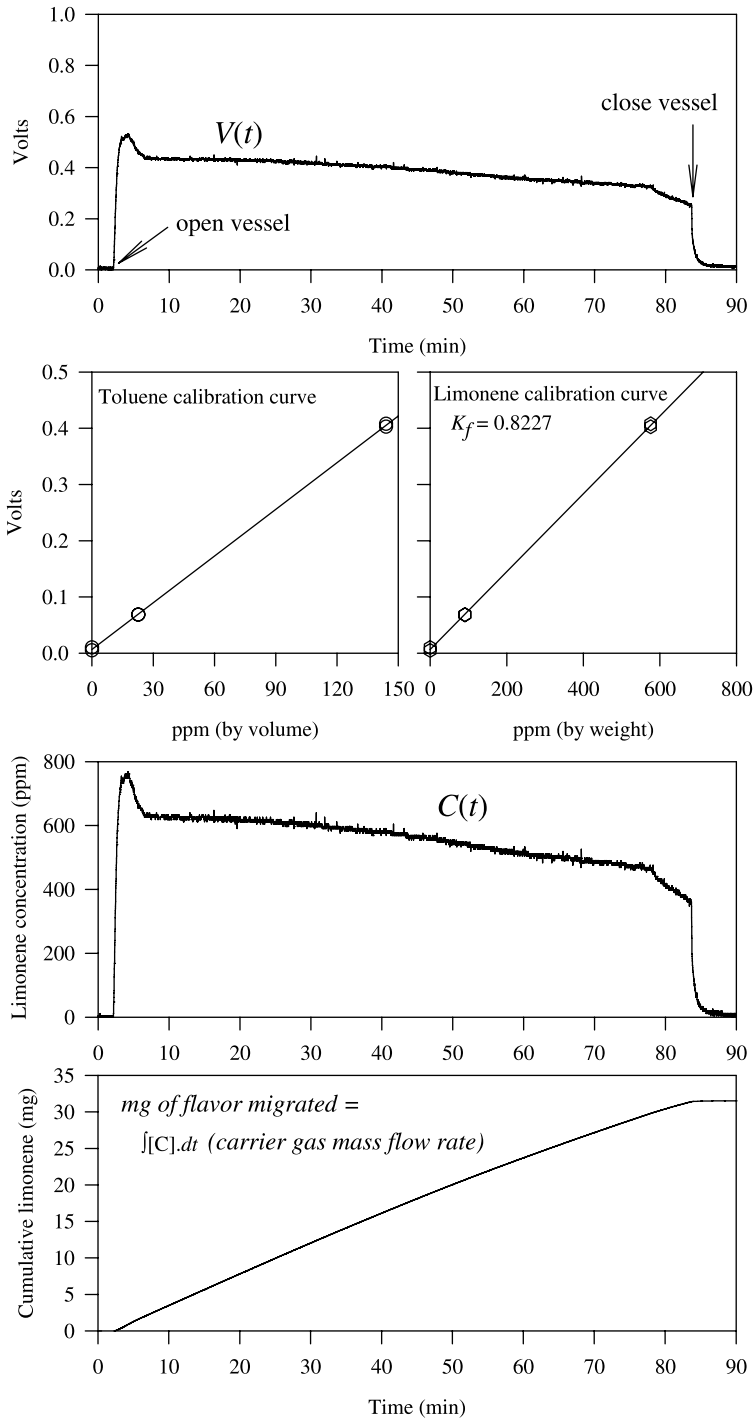 1.0
0.8
0.6
0.4
0.2
0.0
Volts
V(t)
close vessel
open vessel
0 10 20 30 40 50 60 70 80 90
Time (min)
0.5
0.4
0.3
0.2
0.1
0.0
Volts
Toluene calibration curve
0 30 60 90 120 150
ppm (by volume)
Limonene calibration curve
K_f = 0.8227
0 200 400 600 800
ppm (by weight)
800
600
400
200
0
Limonene concentration (ppm)
C(t)
0 10 20 30 40 50 60 70 80 90
35
30
25
20
15
10
5
0
Cumulative limonene (mg)
mg of flavor migrated =
∫[C].dt (carrier gas mass flow rate)
0 10 20 30 40 50 60 70 80 90
Time (min)